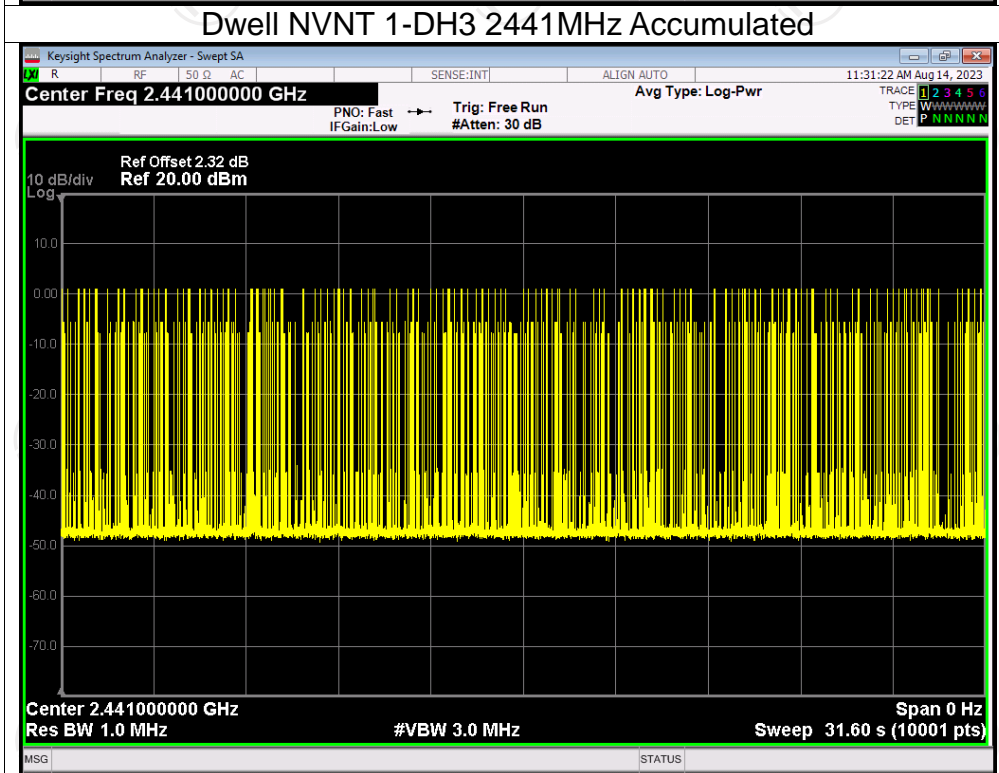 Dwell NVNT 1-DH3 2441MHz Accumulated
Keysight Spectrum Analyzer - Swept SA
LXI R RF 50 Ω AC SENSE:INT ALIGN AUTO 11:31:22 AM Aug 14, 2023
Center Freq 2.441000000 GHz
PNO: Fast
IFGain:Low
Trig: Free Run
#Atten: 30 dB
Avg Type: Log-Pwr
TRACE 1 2 3 4 5 6
TYPE WWWWWW
DET P N N N N N
Ref Offset 2.32 dB
10 dB/div Ref 20.00 dBm
Log
10.0
0.00
-10.0
-20.0
-30.0
-40.0
-50.0
-60.0
-70.0
Center 2.441000000 GHz Span 0 Hz
Res BW 1.0 MHz #VBW 3.0 MHz Sweep 31.60 s (10001 pts)
MSG STATUS